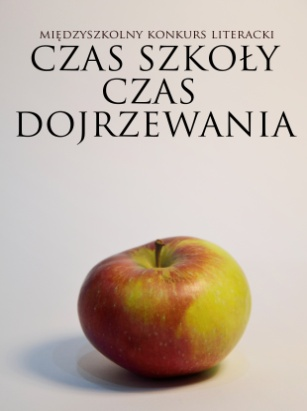 MIĘDZYSZKOLNY KONKURS LITERACKI
CZAS SZKOŁY
CZAS
DOJRZEWANIA